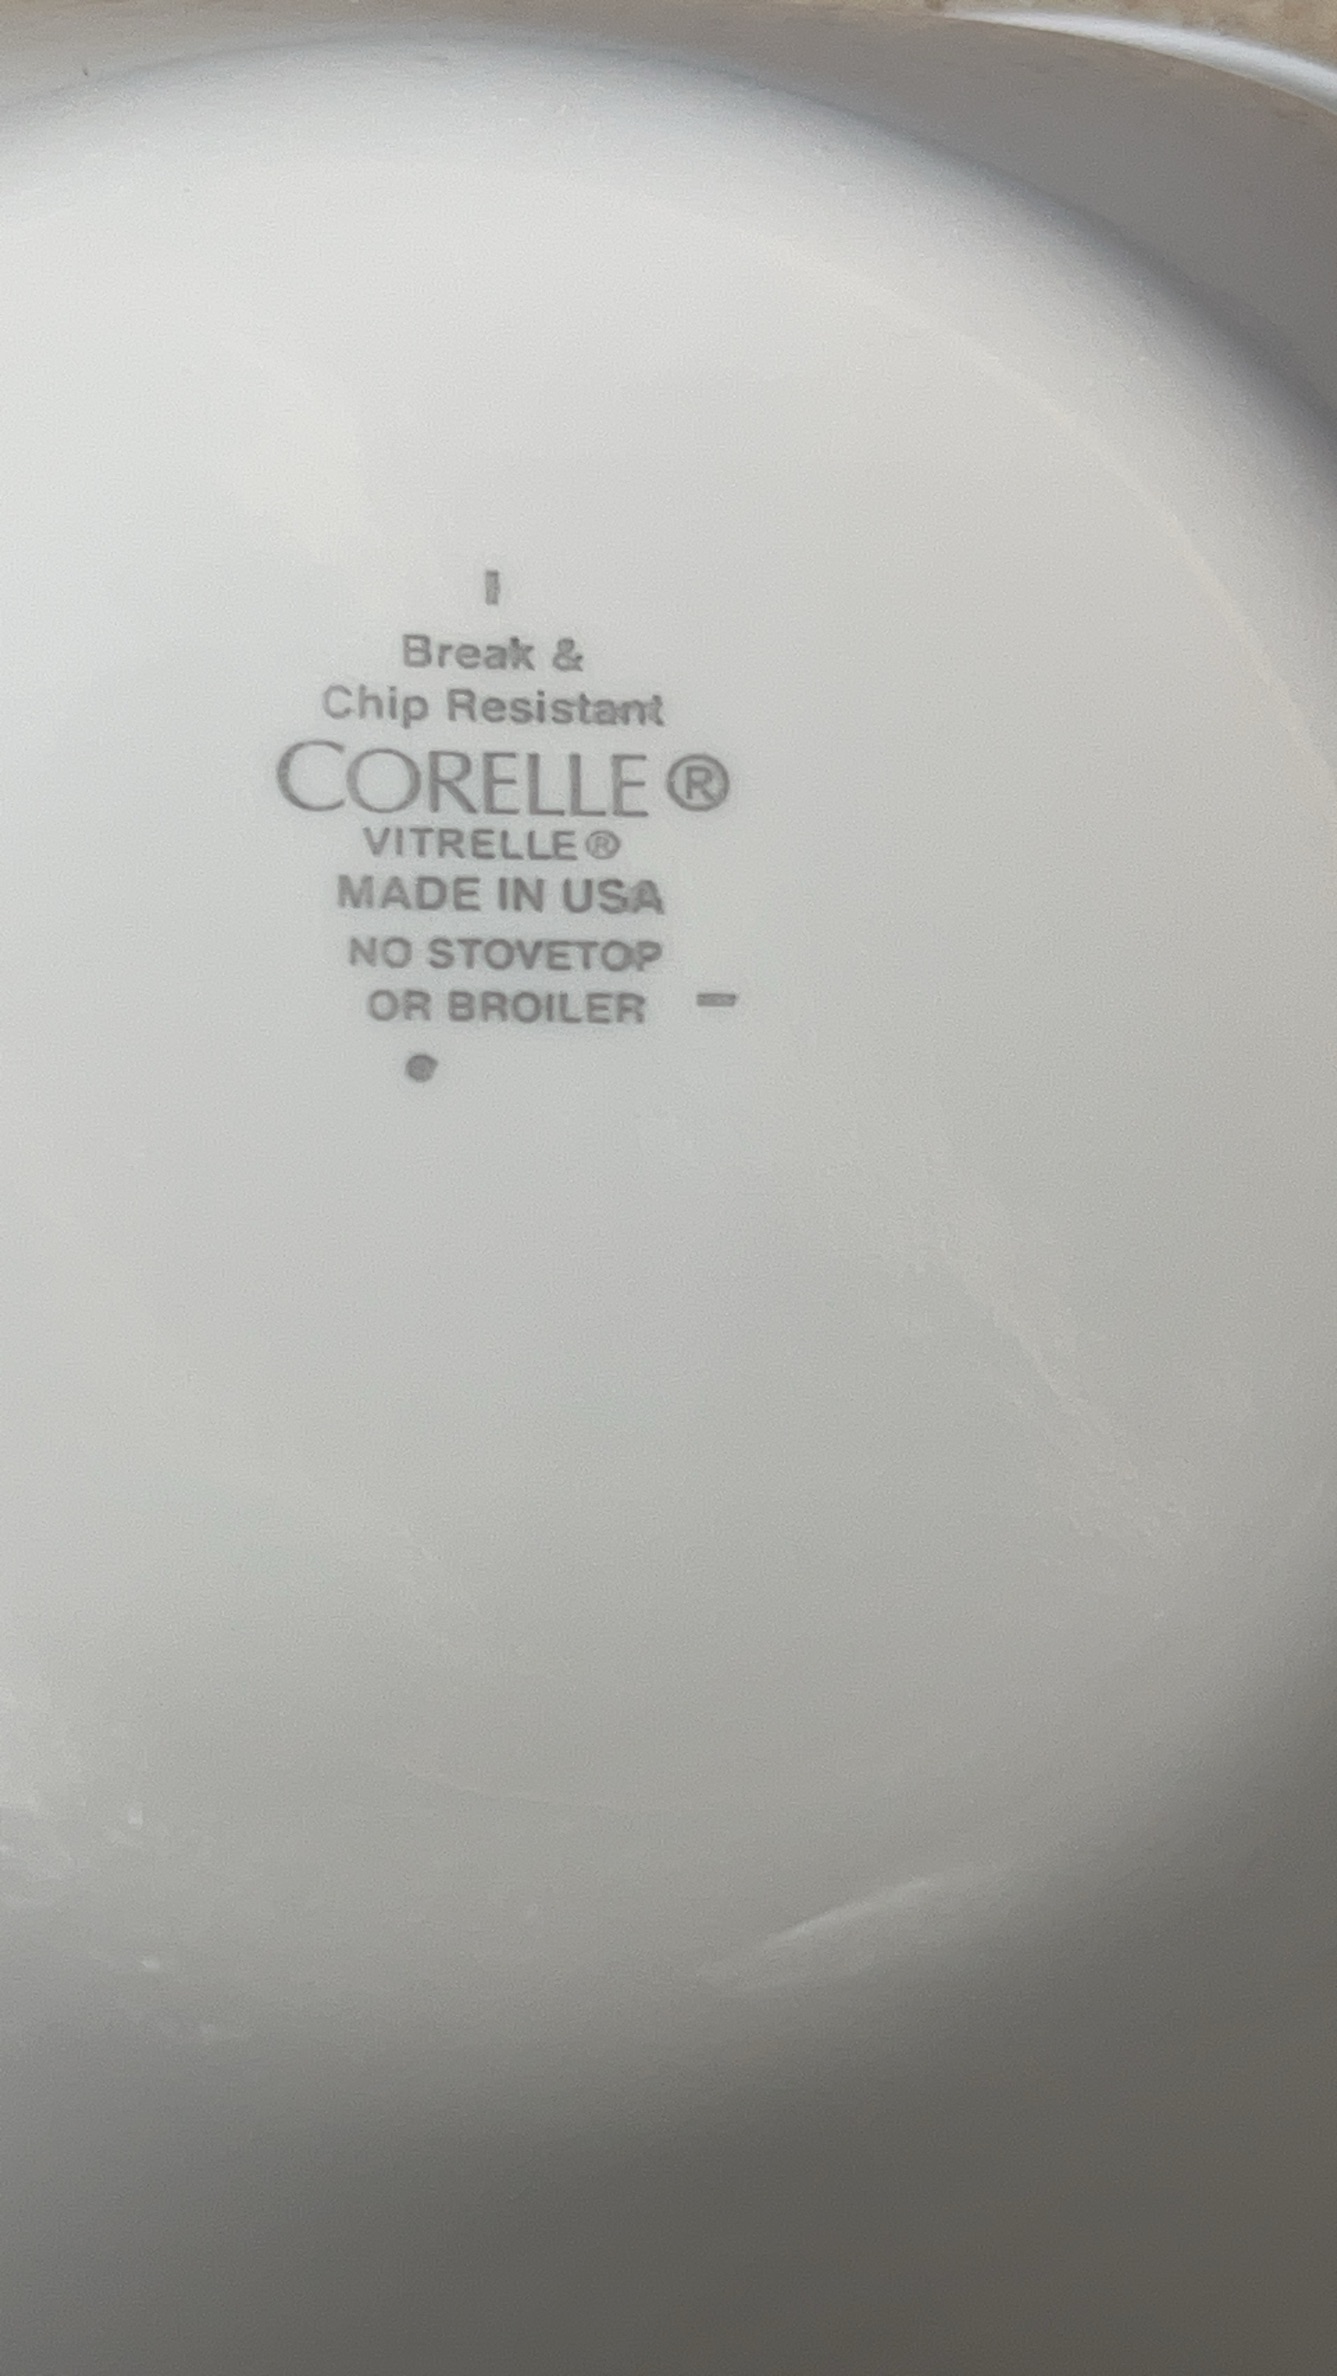 Break &
Chip Resistant
CORELLE®
VITRELLE®
MADE IN USA
NO STOVETOP
OR BROILER